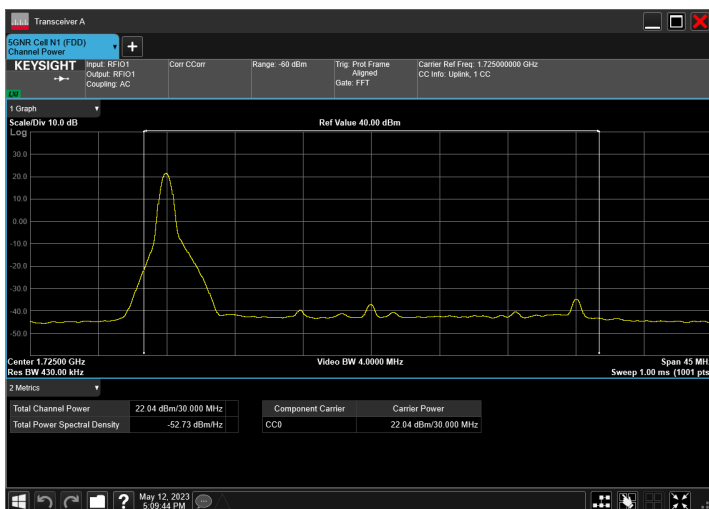 Transceiver A
5GNR Cell N1 (FDD)
Channel Power
KEYSIGHT
LXI
Input: RFIO1
Output: RFIO1
Coupling: AC
Corr CCorr
Range: -60 dBm
Trig: Prot Frame
Aligned
Gate: FFT
Carrier Ref Freq: 1.725000000 GHz
CC Info: Uplink, 1 CC
1 Graph
Scale/Div 10.0 dB
Ref Value 40.00 dBm
Log
30.0
20.0
10.0
0.00
-10.0
-20.0
-30.0
-40.0
-50.0
Center 1.72500 GHz
Video BW 4.0000 MHz
Span 45 MH
Res BW 430.00 kHz
Sweep 1.00 ms (1001 pts
2 Metrics
Total Channel Power 22.04 dBm/30.000 MHz
Total Power Spectral Density -52.73 dBm/Hz
Component Carrier Carrier Power
CC0 22.04 dBm/30.000 MHz
?
May 12, 2023
5:09:44 PM